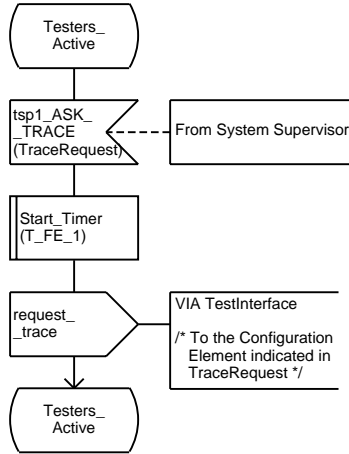 Testers_
Active
tsp1_ASK_
_TRACE
(TraceRequest)
From System Supervisor
Start_Timer
(T_FE_1)
request_
_trace
VIA TestInterface
/* To the Configuration
Element indicated in
TraceRequest */
Testers_
Active